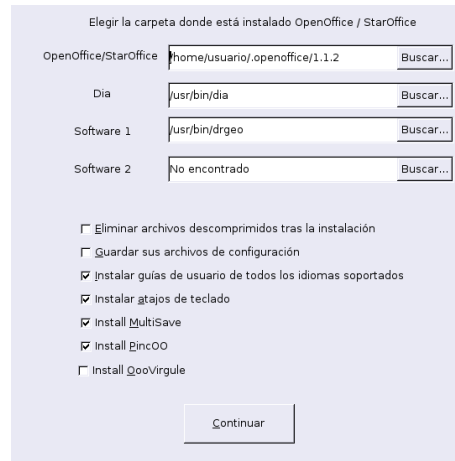 Elegir la carpeta donde está instalado OpenOffice / StarOffice
OpenOffice/StarOffice /home/usuario/.openoffice/1.1.2 Buscar...
Dia /usr/bin/dia Buscar...
Software 1 /usr/bin/drgeo Buscar...
Software 2 No encontrado Buscar...
Eliminar archivos descomprimidos tras la instalación
Guardar sus archivos de configuración
Instalar guías de usuario de todos los idiomas soportados
Instalar atajos de teclado
Install MultiSave
Install PincOO
Install OooVirgule
Continuar